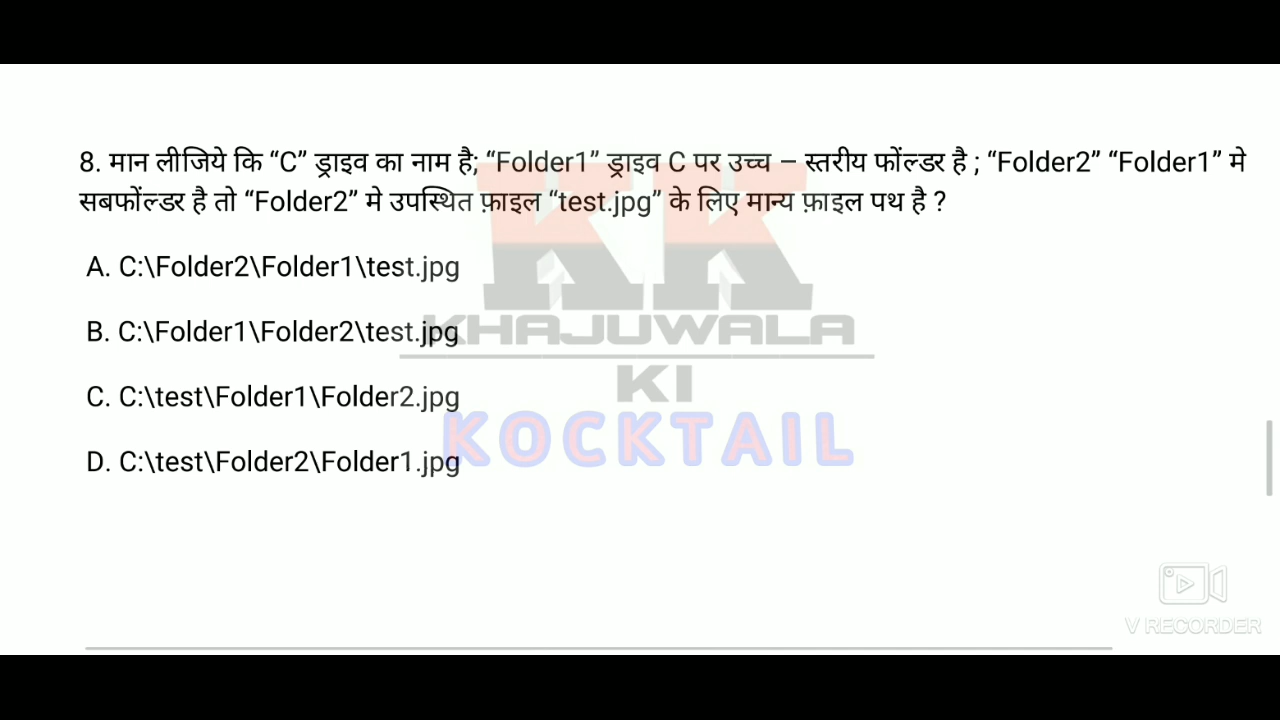 8. मान लीजिये कि “C” ड्राइव का नाम है; “Folder1” ड्राइव C पर उच्च – स्तरीय फोंल्डर है ; “Folder2” “Folder1” मे
सबफोंल्डर है तो “Folder2” मे उपस्थित फ़ाइल “test.jpg” के लिए मान्य फ़ाइल पथ है ?
A. C:\Folder2\Folder1\test.jpg
B. C:\Folder1\Folder2\test.jpg
C. C:\test\Folder1\Folder2.jpg
D. C:\test\Folder2\Folder1.jpg
KK
KHAJUWALA
KI
KOCKTAIL
V RECORDER